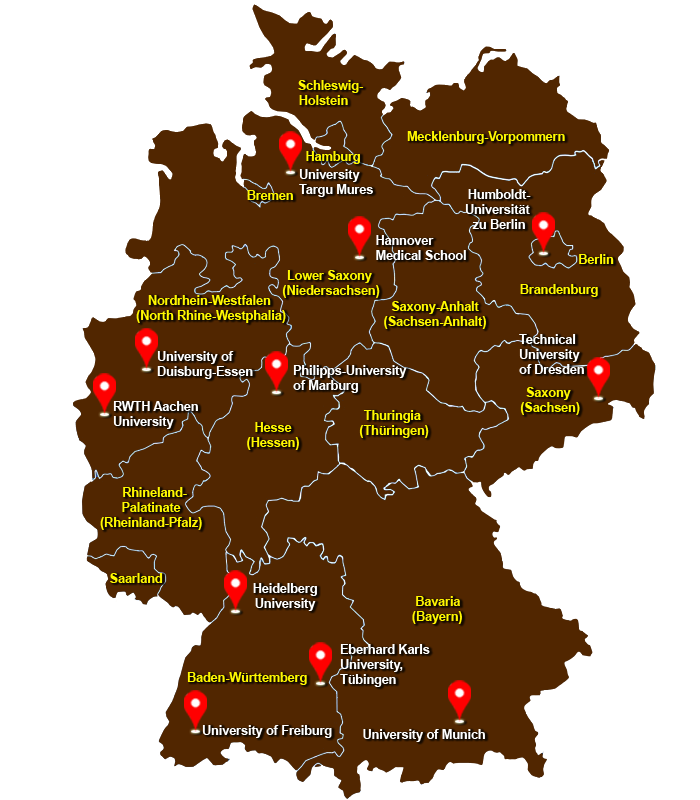 Schleswig-
Holstein
Mecklenburg-Vorpommern
Hamburg
University
Targu Mures
Bremen
Humboldt-
Universität
zu Berlin
Hannover
Medical School
Berlin
Lower Saxony
(Niedersachsen)
Brandenburg
Nordrhein-Westfalen
(North Rhine-Westphalia)
Saxony-Anhalt
(Sachsen-Anhalt)
Technical
University
of Dresden
University of
Duisburg-Essen
Philipps-University
of Marburg
Saxony
(Sachsen)
RWTH Aachen
University
Thuringia
(Thüringen)
Hesse
(Hessen)
Rhineland-
Palatinate
(Rheinland-Pfalz)
Saarland
Heidelberg
University
Bavaria
(Bayern)
Eberhard Karls
University,
Tübingen
Baden-Württemberg
University of Freiburg
University of Munich